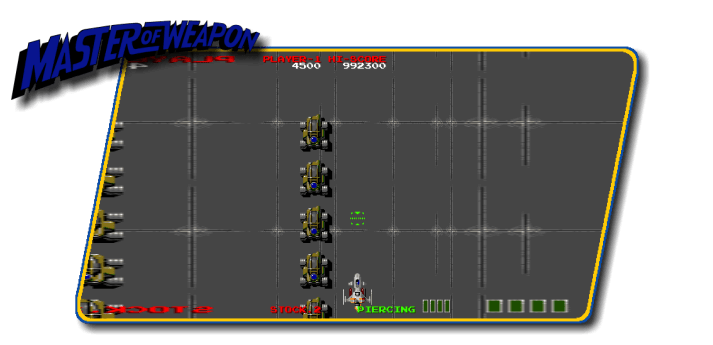 MASTER OF WEAPON
PLAYER-1 HI-SCORE
4500 992300
STOCK 2
PIERCING